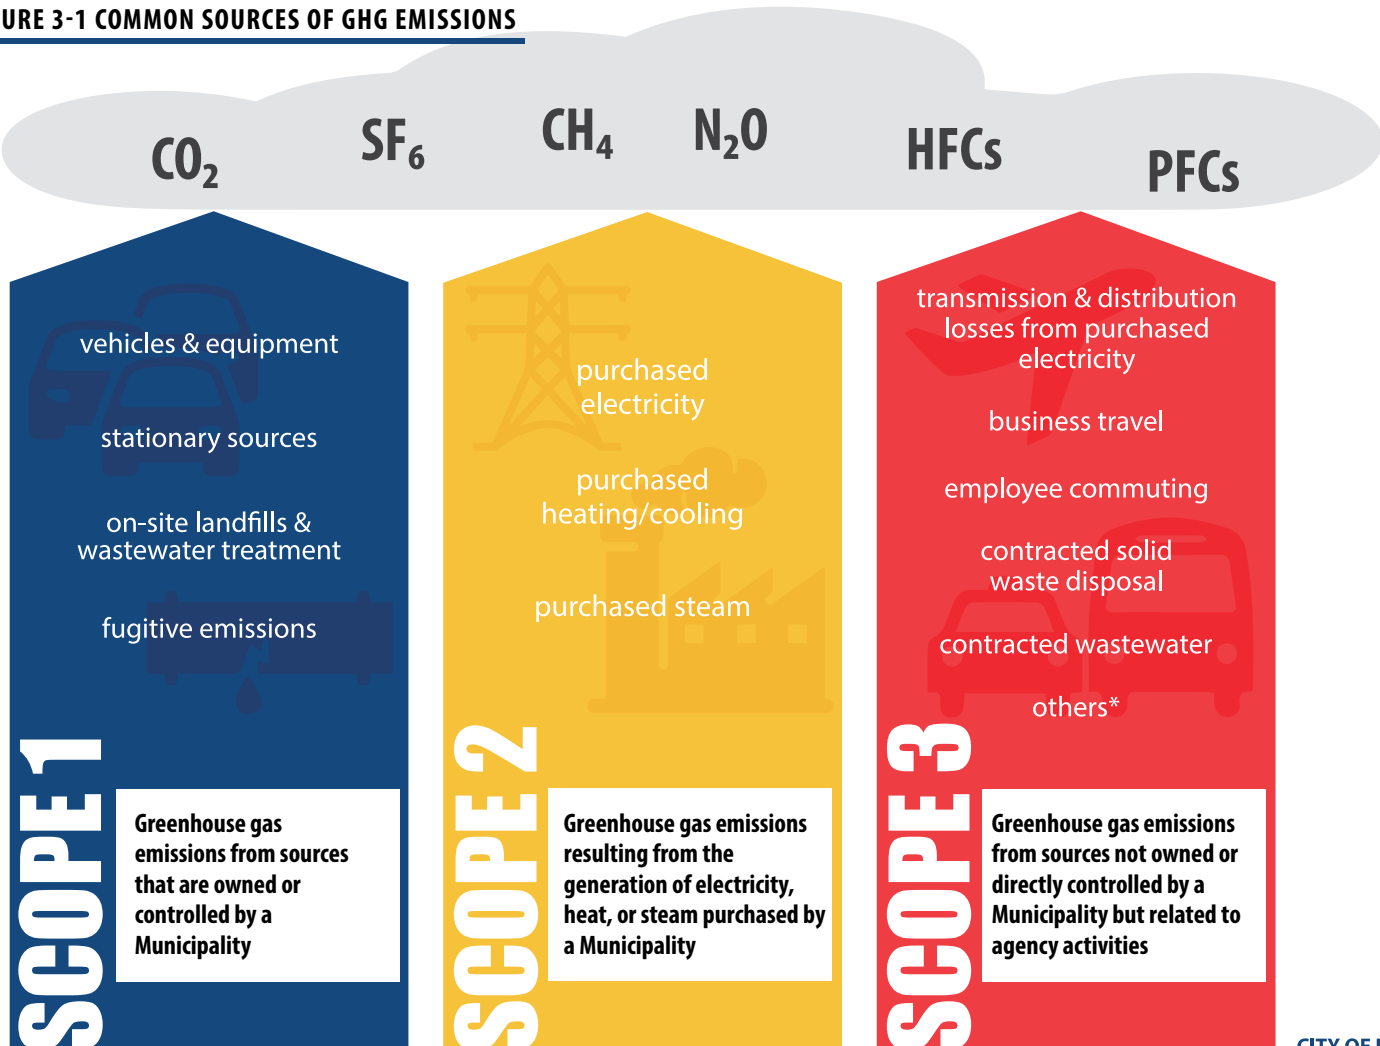 URE 3-1 COMMON SOURCES OF GHG EMISSIONS
CO₂
SF₆
CH₄
N₂O
HFCs
PFCs
vehicles & equipment
stationary sources
on-site landfills &
wastewater treatment
fugitive emissions
SCOPE 1
Greenhouse gas
emissions from sources
that are owned or
controlled by a
Municipality
purchased
electricity
purchased
heating/cooling
purchased steam
SCOPE 2
Greenhouse gas emissions
resulting from the
generation of electricity,
heat, or steam purchased by
a Municipality
transmission & distribution
losses from purchased
electricity
business travel
employee commuting
contracted solid
waste disposal
contracted wastewater
others*
SCOPE 3
Greenhouse gas emissions
from sources not owned or
directly controlled by a
Municipality but related to
agency activities
CITY OF